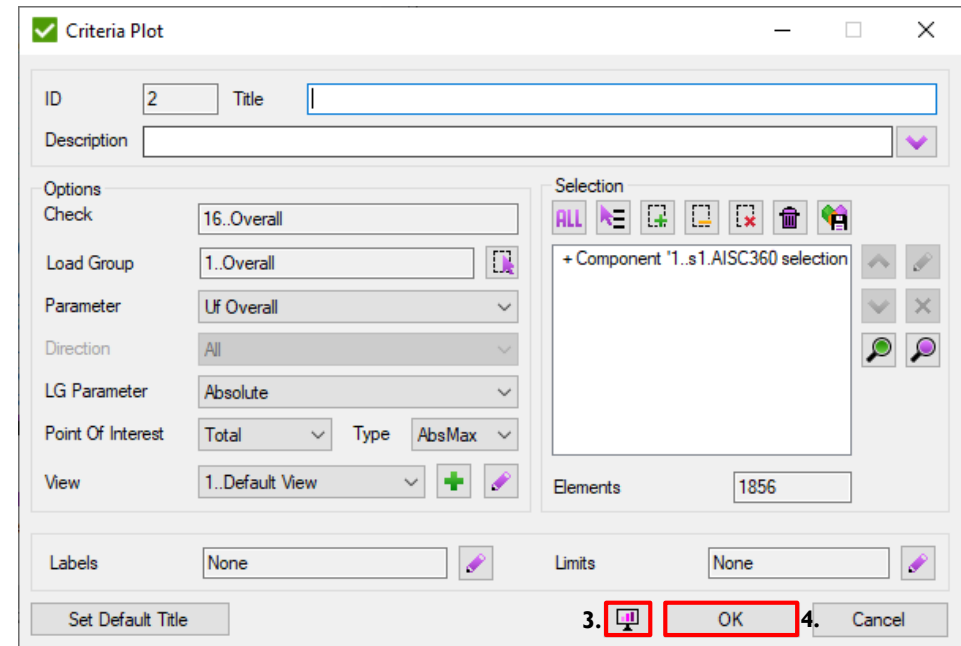 Criteria Plot
ID 2 Title
Description
Options
Check 16..Overall
Load Group 1..Overall
Parameter Uf Overall
Direction All
LG Parameter Absolute
Point Of Interest Total Type AbsMax
View 1..Default View
Selection
ALL
+ Component '1..s1.AISC360 selection
Elements 1856
Labels None Limits None
Set Default Title 3. OK 4. Cancel